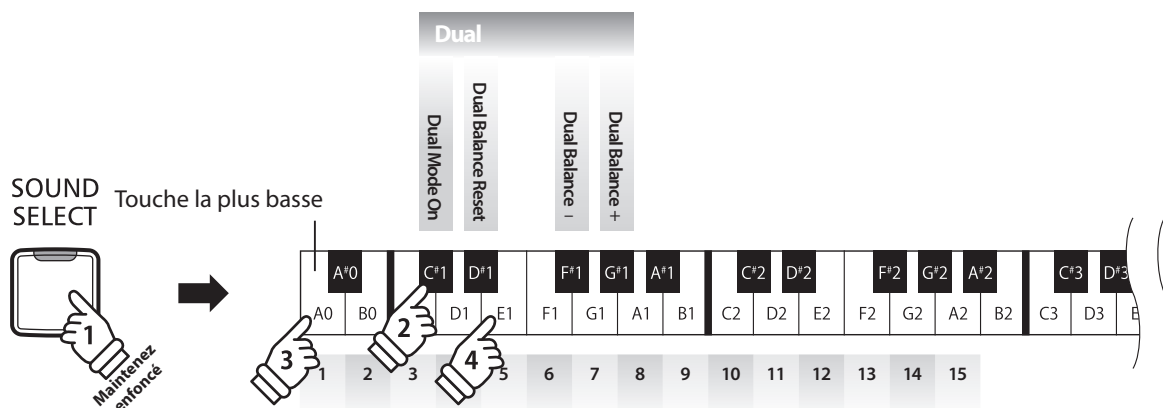 Dual
Dual Mode On
Dual Balance Reset
Dual Balance –
Dual Balance +
SOUND
SELECT
Touche la plus basse
1
Maintenez
enfoncé
A#0 C#1 D#1 F#1 G#1 A#1 C#2 D#2 F#2 G#2 A#2 C#3 D#3
A0 B0 D1 E1 F1 G1 A1 B1 C2 D2 E2 F2 G2 A2 B2 C3 D3
2
3
4
1 2 3 5 6 7 8 9 10 11 12 13 14 15